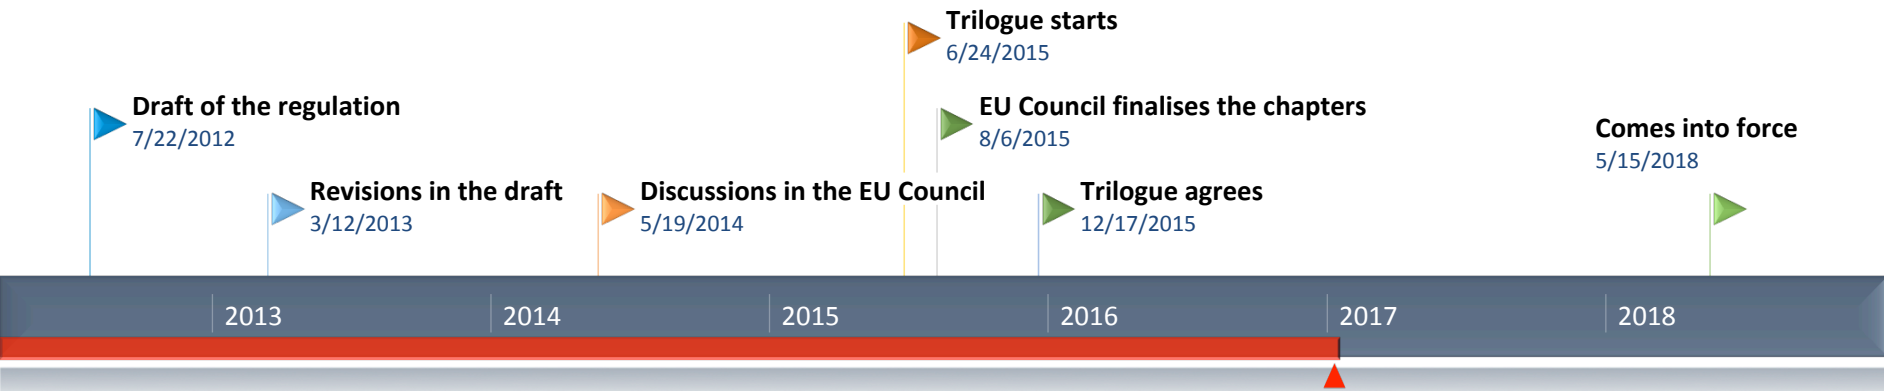 Trilogue starts
6/24/2015
Draft of the regulation
7/22/2012
EU Council finalises the chapters
8/6/2015
Comes into force
5/15/2018
Revisions in the draft
3/12/2013
Discussions in the EU Council
5/19/2014
Trilogue agrees
12/17/2015
2013
2014
2015
2016
2017
2018